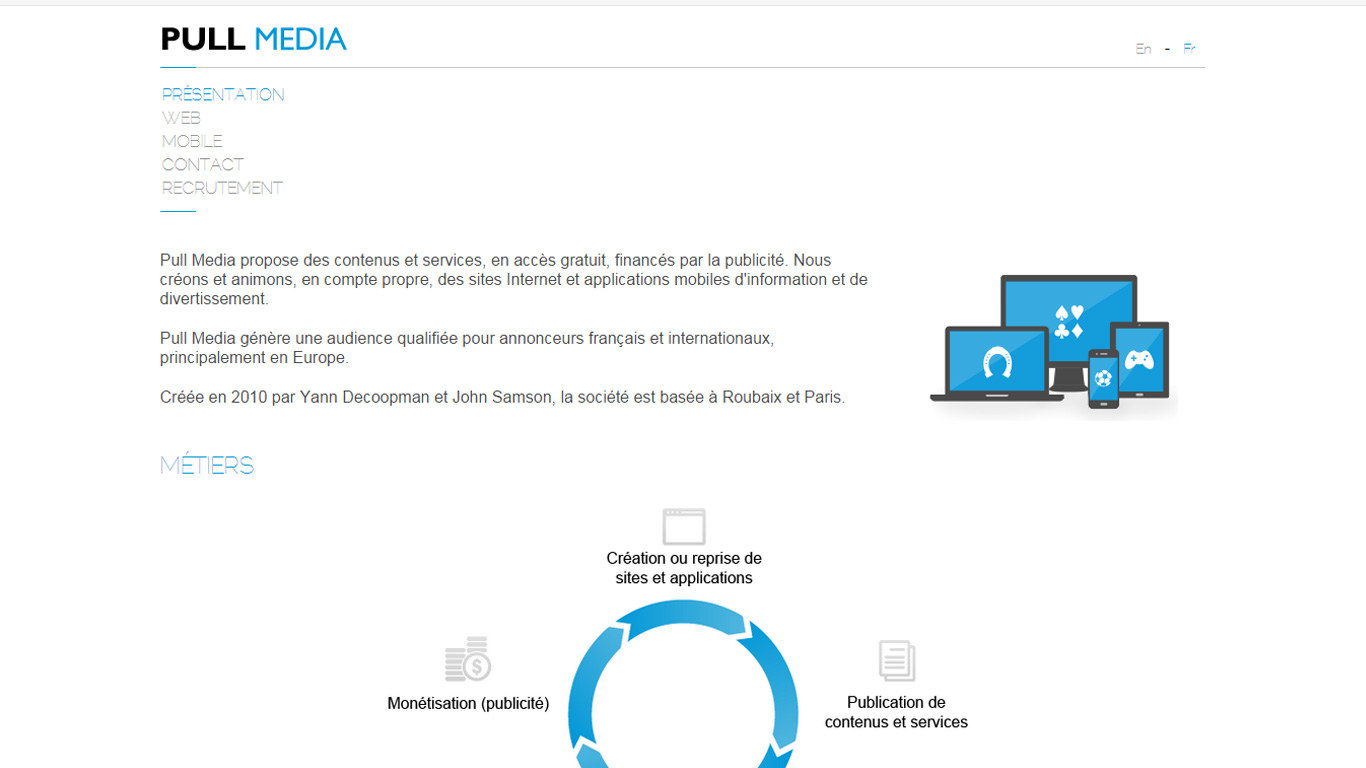 PULL MEDIA
En - Fr
PRÉSENTATION
WEB
MOBILE
CONTACT
RECRUTEMENT
Pull Media propose des contenus et services, en accès gratuit, financés par la publicité. Nous
créons et animons, en compte propre, des sites Internet et applications mobiles d'information et de
divertissement.
Pull Media génère une audience qualifiée pour annonceurs français et internationaux,
principalement en Europe.
Créée en 2010 par Yann Decoopman et John Samson, la société est basée à Roubaix et Paris.
MÉTIERS
Création ou reprise de
sites et applications
$
Monétisation (publicité)
Publication de
contenus et services